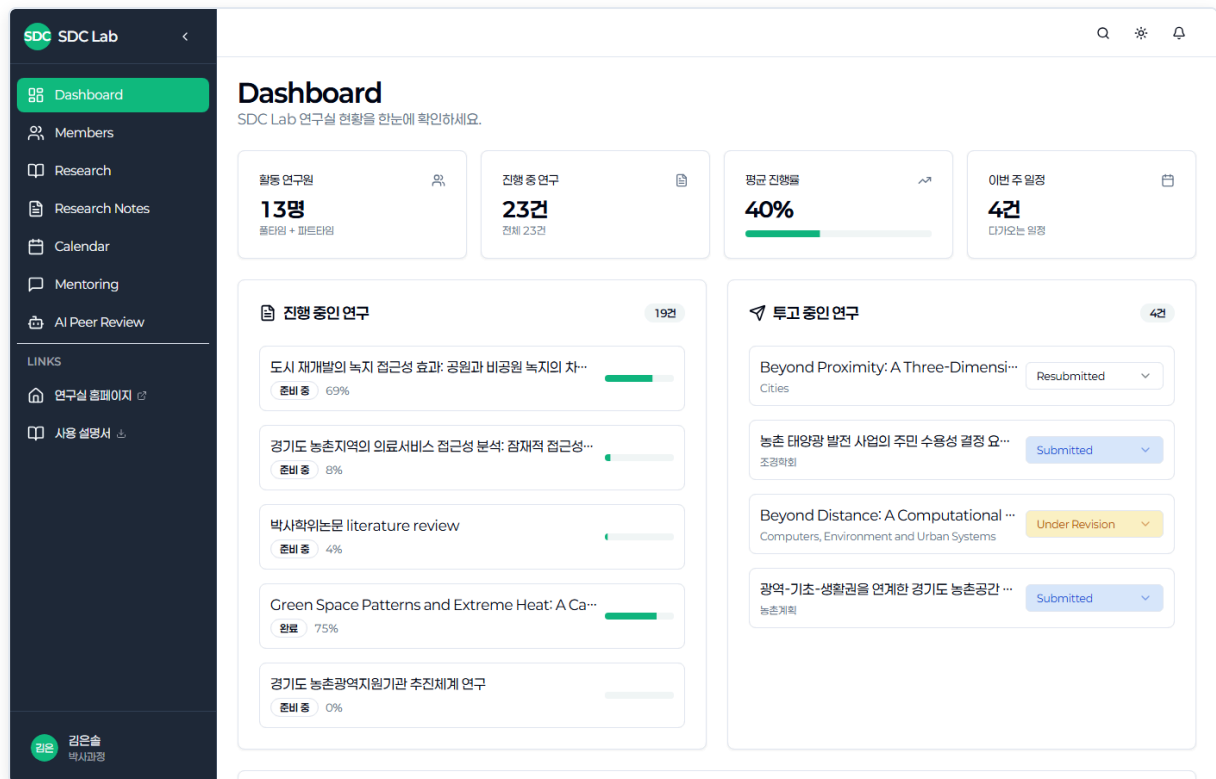 SDC SDC Lab
Dashboard
Members
Research
Research Notes
Calendar
Mentoring
AI Peer Review
LINKS
연구실 홈페이지
사용 설명서
김은
김은솔
박사과정
Dashboard
SDC Lab 연구실 현황을 한눈에 확인하세요.
활동 연구원
13명
풀타임 + 파트타임
진행 중 연구
23건
전체 23건
평균 진행률
40%
이번 주 일정
4건
다가오는 일정
진행 중인 연구 19건
도시 재개발의 녹지 접근성 효과: 공원과 비공원 녹지의 차…
준비 중 69%
경기도 농촌지역의 의료서비스 접근성 분석: 잠재적 접근성…
준비 중 8%
박사학위논문 literature review
준비 중 4%
Green Space Patterns and Extreme Heat: A Ca…
완료 75%
경기도 농촌광역지원기관 추진체계 연구
준비 중 0%
투고 중인 연구 4건
Beyond Proximity: A Three-Dimensi… Resubmitted
Cities
농촌 태양광 발전 사업의 주민 수용성 결정 요… Submitted
조경학회
Beyond Distance: A Computational … Under Revision
Computers, Environment and Urban Systems
광역-기초-생활권을 연계한 경기도 농촌공간 … Submitted
농촌계획